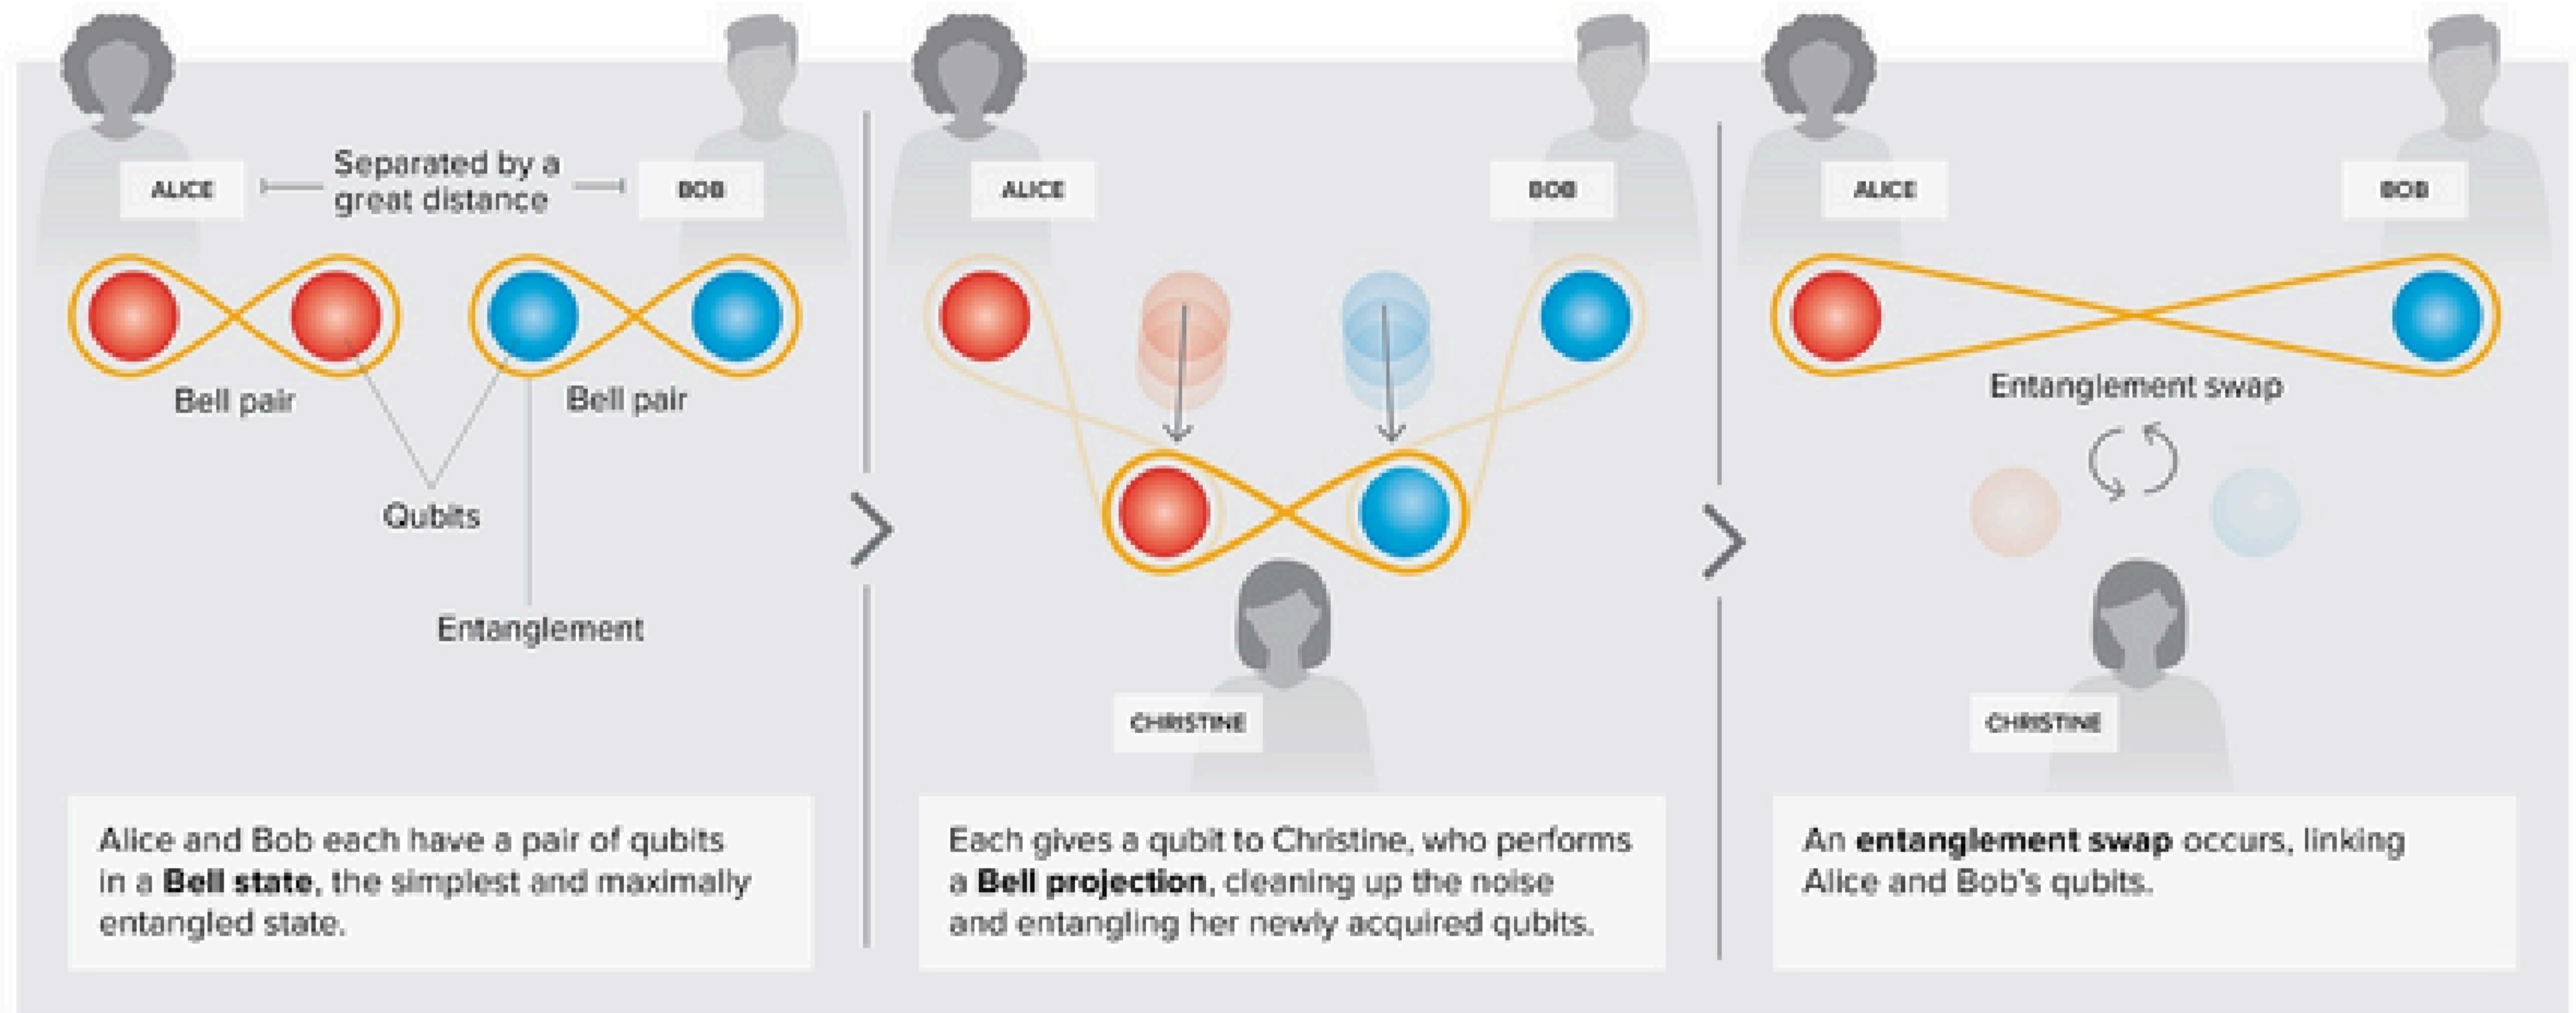 ALICE
Separated by a
great distance
BOB
Bell pair
Bell pair
Qubits
Entanglement
Alice and Bob each have a pair of qubits
in a Bell state, the simplest and maximally
entangled state.
ALICE
BOB
CHRISTINE
Each gives a qubit to Christine, who performs
a Bell projection, cleaning up the noise
and entangling her newly acquired qubits.
ALICE
BOB
Entanglement swap
CHRISTINE
An entanglement swap occurs, linking
Alice and Bob's qubits.